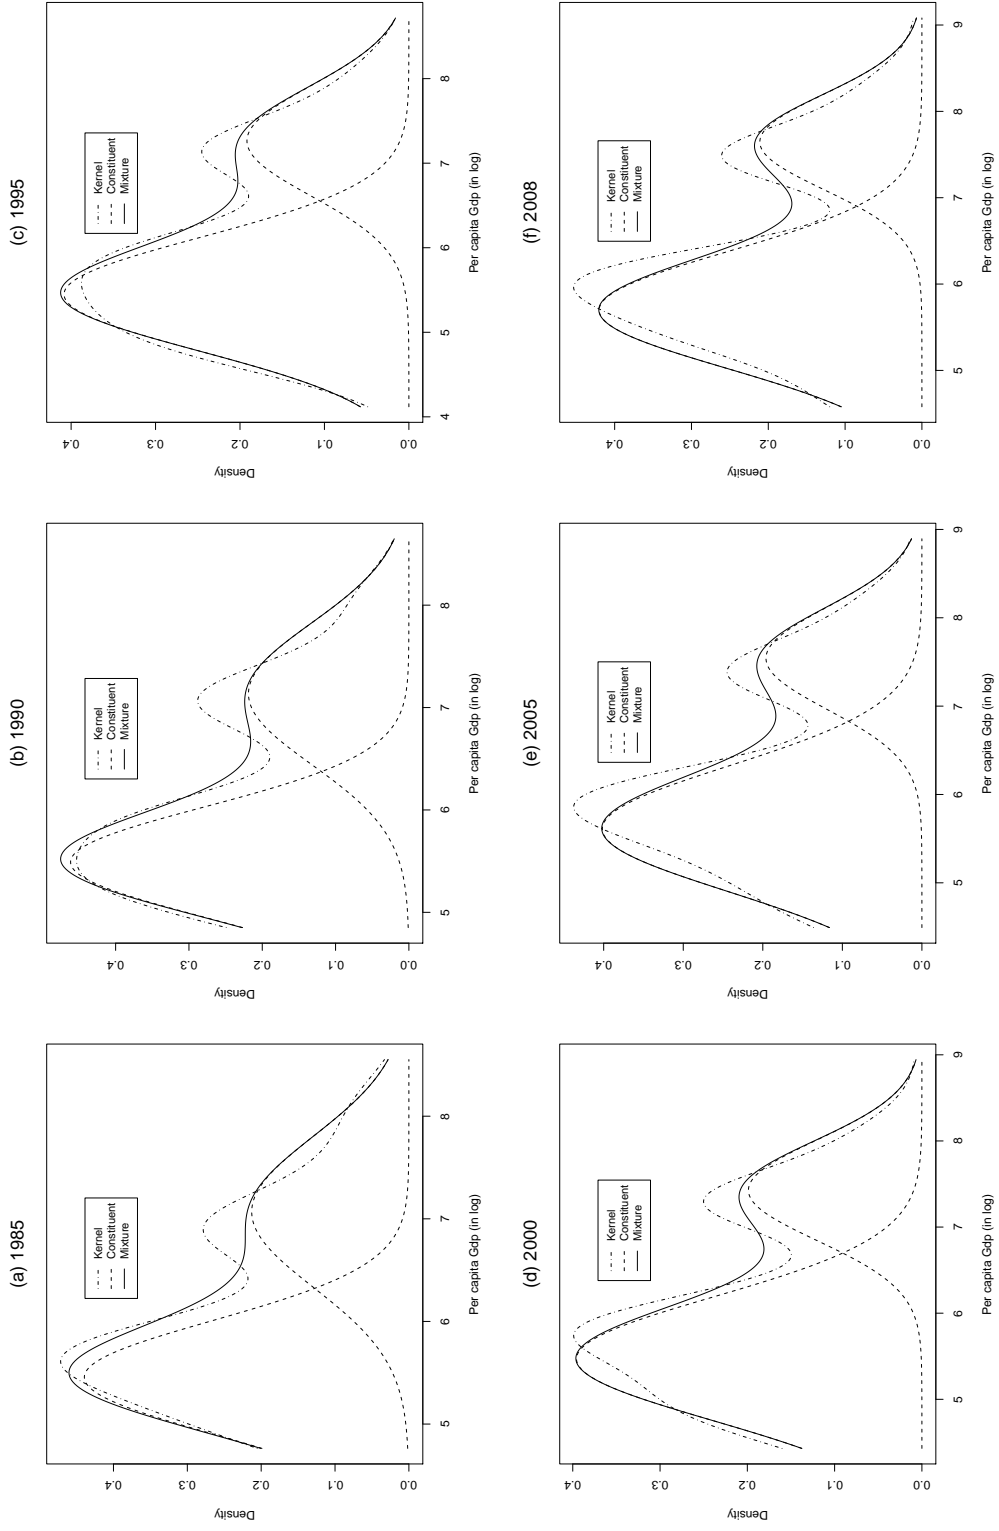 (a) 1985
Kernel
Constituent
Mixture
Density
0.0
0.1
0.2
0.3
0.4
5
6
7
8
Per capita Gdp (in log)
(b) 1990
Kernel
Constituent
Mixture
Density
0.0
0.1
0.2
0.3
0.4
5
6
7
8
Per capita Gdp (in log)
(c) 1995
Kernel
Constituent
Mixture
Density
0.0
0.1
0.2
0.3
0.4
4
5
6
7
8
Per capita Gdp (in log)
(d) 2000
Kernel
Constituent
Mixture
Density
0.0
0.1
0.2
0.3
0.4
5
6
7
8
9
Per capita Gdp (in log)
(e) 2005
Kernel
Constituent
Mixture
Density
0.0
0.1
0.2
0.3
0.4
5
6
7
8
9
Per capita Gdp (in log)
(f) 2008
Kernel
Constituent
Mixture
Density
0.0
0.1
0.2
0.3
0.4
5
6
7
8
9
Per capita Gdp (in log)